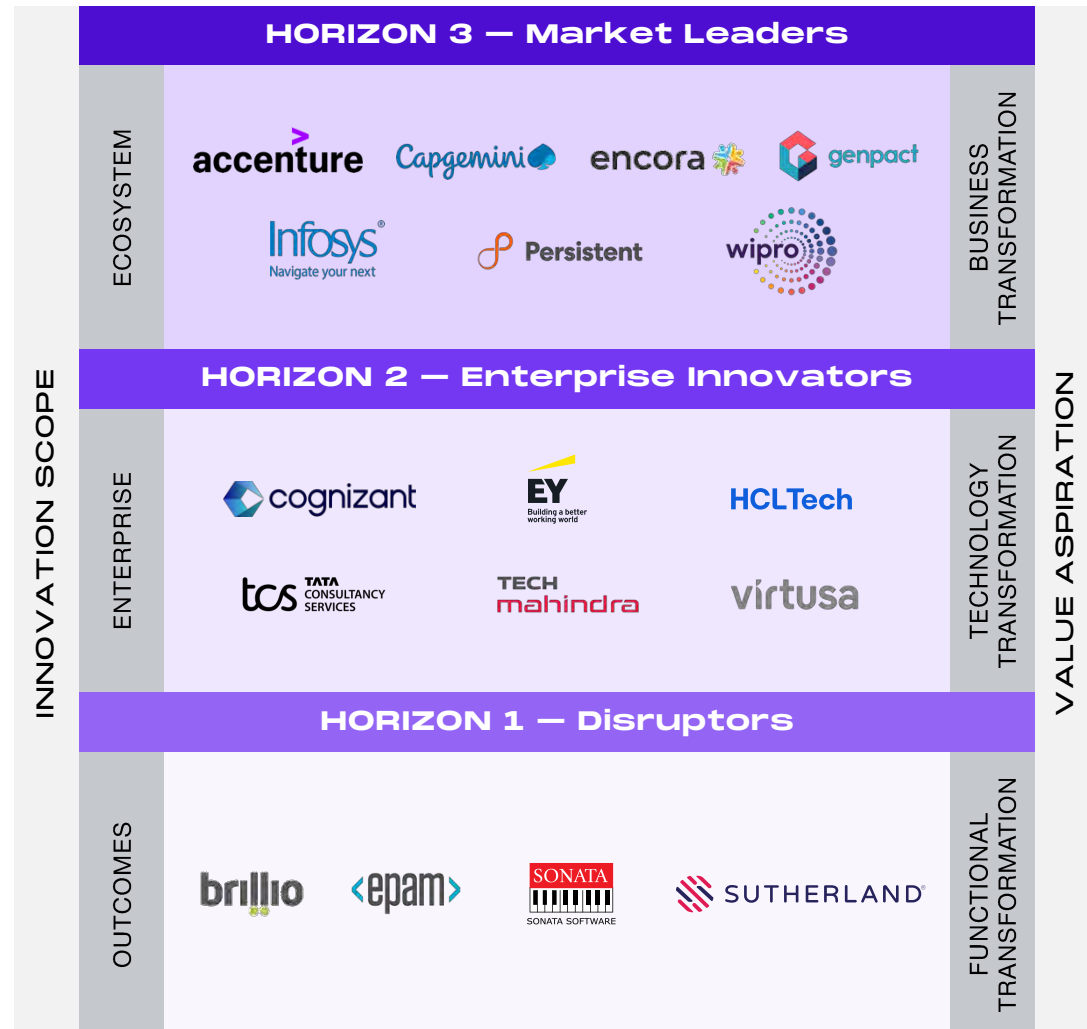 HORIZON 3 — Market Leaders
ECOSYSTEM
accenture
Capgemini
encora
genpact
Infosys®
Navigate your next
Persistent
wipro
BUSINESS
TRANSFORMATION
HORIZON 2 — Enterprise Innovators
INNOVATION SCOPE
ENTERPRISE
cognizant
EY
Building a better
working world
HCLTech
tcs TATA
CONSULTANCY
SERVICES
TECH
mahindra
virtusa
TECHNOLOGY
TRANSFORMATION
VALUE ASPIRATION
HORIZON 1 — Disruptors
OUTCOMES
brillio
<epam>
SONATA
SONATA SOFTWARE
SUTHERLAND®
FUNCTIONAL
TRANSFORMATION